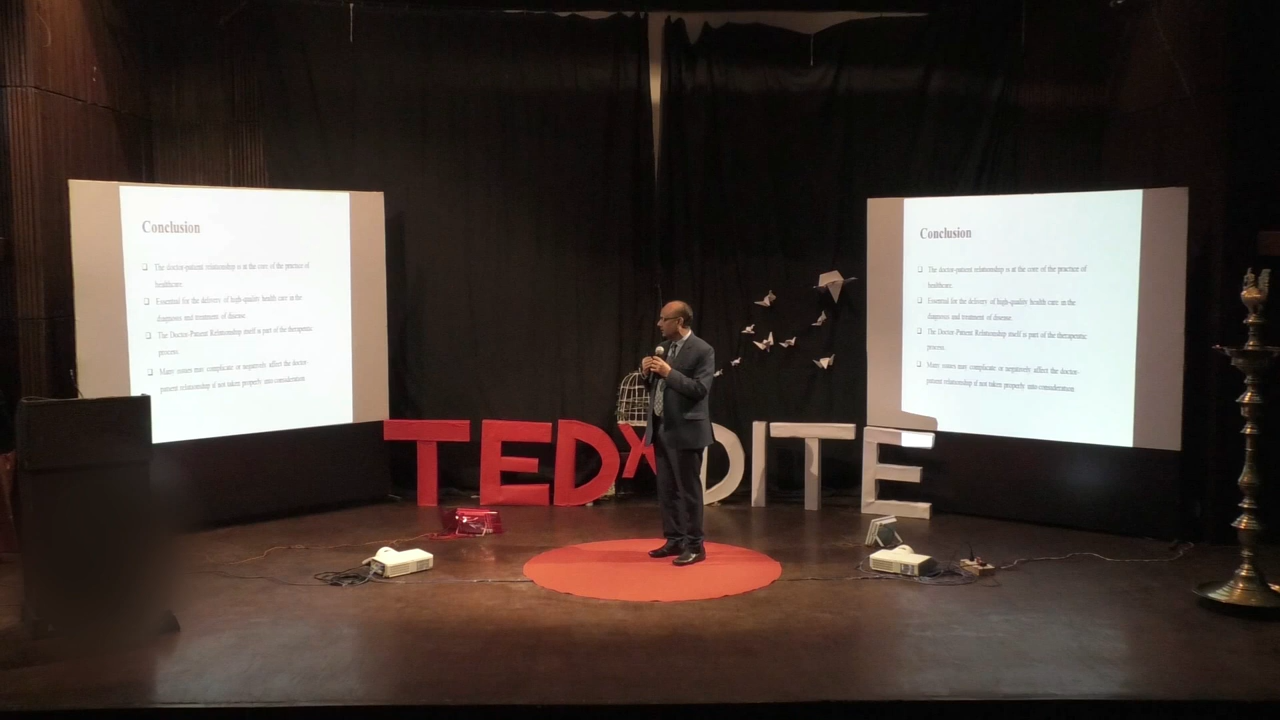 Conclusion
❑ The doctor-patient relationship is at the core of the practice of
healthcare.
❑ Essential for the delivery of high-quality health care in the
diagnosis and treatment of disease.
❑ The Doctor-Patient Relationship itself is part of the therapeutic
process.
❑ Many issues may complicate or negatively affect the doctor-
patient relationship if not taken properly into consideration
TEDx DITE
Conclusion
❑ The doctor-patient relationship is at the core of the practice of
healthcare.
❑ Essential for the delivery of high-quality health care in the
diagnosis and treatment of disease.
❑ The Doctor-Patient Relationship itself is part of the therapeutic
process.
❑ Many issues may complicate or negatively affect the doctor-
patient relationship if not taken properly into consideration